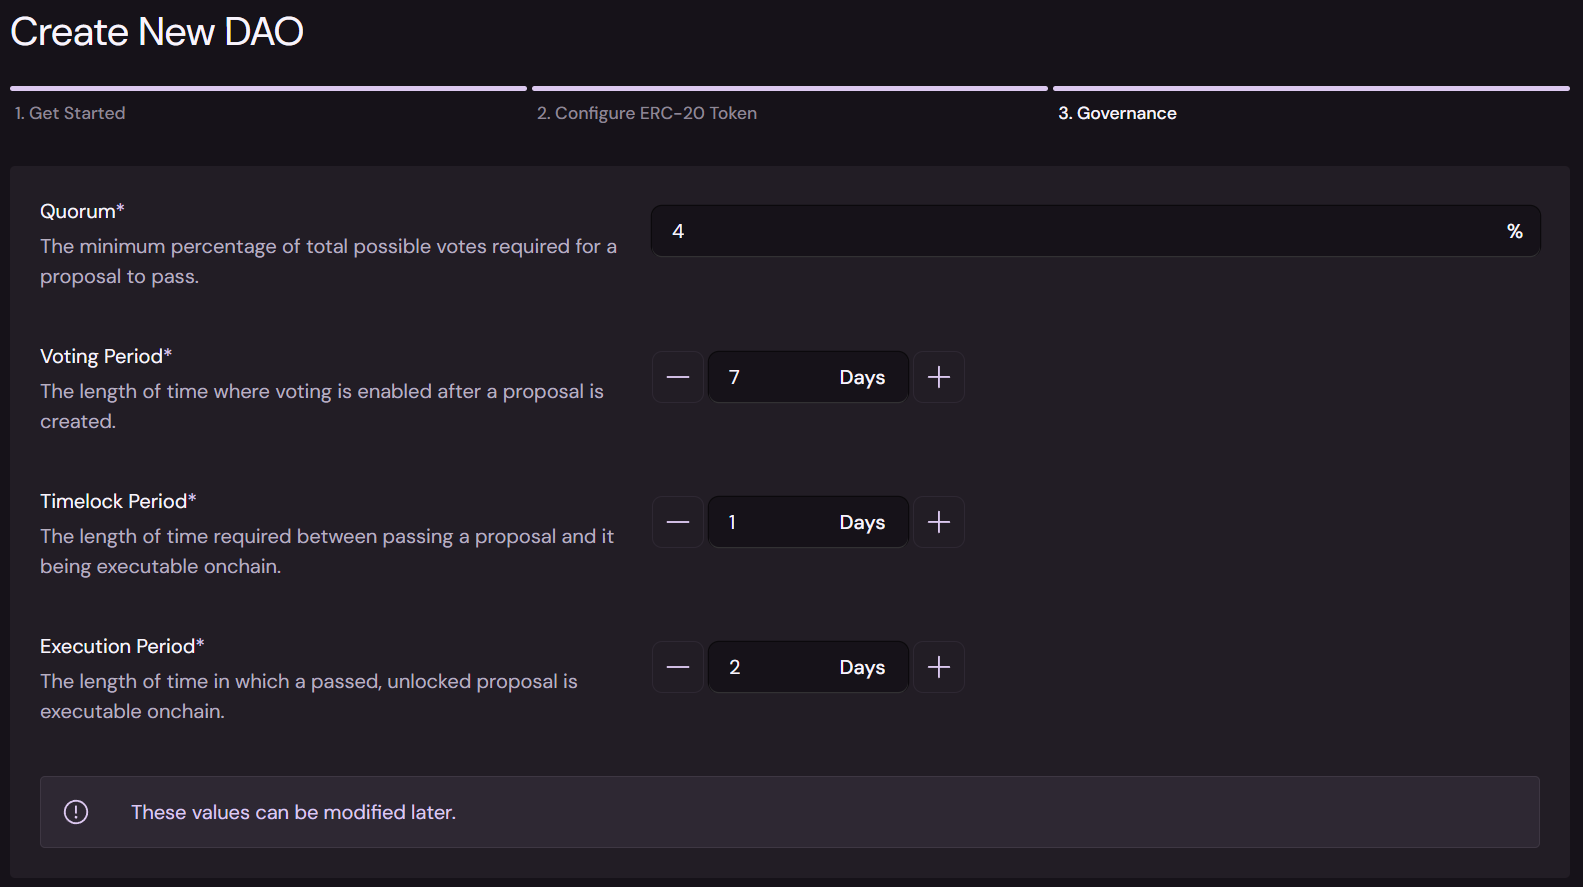 Create New DAO
1. Get Started
2. Configure ERC-20 Token
3. Governance
Quorum*
The minimum percentage of total possible votes required for a
proposal to pass.
4
%
Voting Period*
The length of time where voting is enabled after a proposal is
created.
7 Days
Timelock Period*
The length of time required between passing a proposal and it
being executable onchain.
1 Days
Execution Period*
The length of time in which a passed, unlocked proposal is
executable onchain.
2 Days
These values can be modified later.